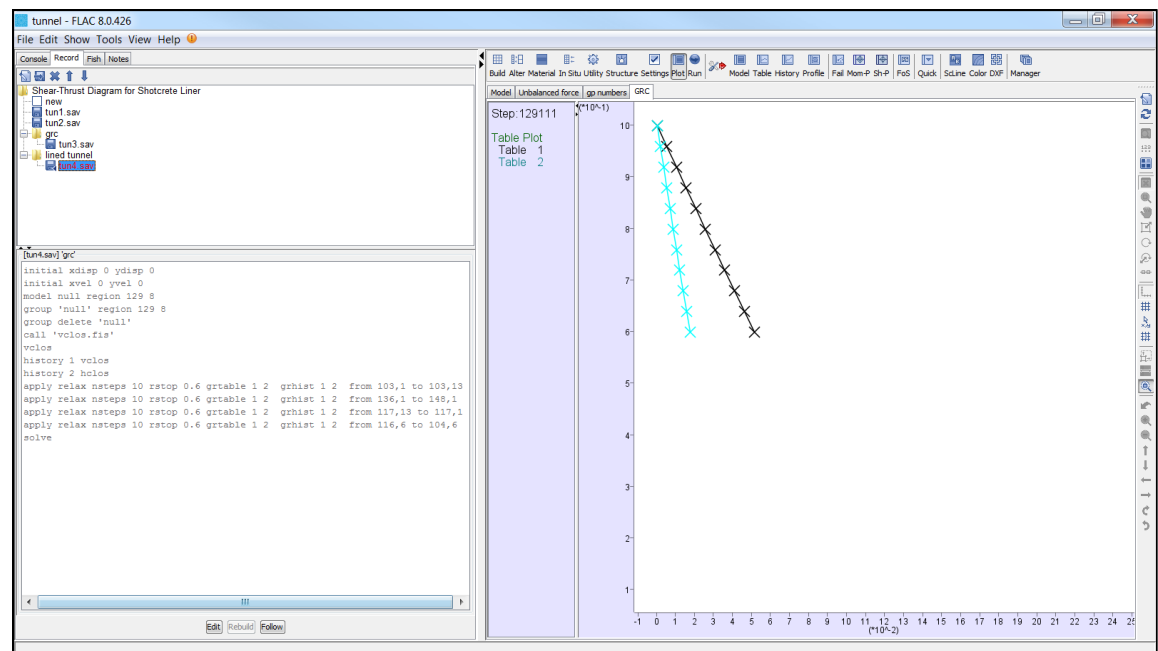 tunnel - FLAC 8.0.426
File Edit Show Tools View Help
Console Record Fish Notes
Shear-Thrust Diagram for Shotcrete Liner
new
tun1.sav
tun2.sav
grc
tun3.sav
lined tunnel
tun4.sav
[tun4.sav] 'grc'
initial xdisp 0 ydisp 0
initial xvel 0 yvel 0
model null region 129 8
group 'null' region 129 8
group delete 'null'
call 'vclos.fis'
vclos
history 1 vclos
history 2 hclos
apply relax nsteps 10 rstop 0.6 grtable 1 2 grhist 1 2 from 103,1 to 103,13
apply relax nsteps 10 rstop 0.6 grtable 1 2 grhist 1 2 from 136,1 to 148,1
apply relax nsteps 10 rstop 0.6 grtable 1 2 grhist 1 2 from 117,13 to 117,1
apply relax nsteps 10 rstop 0.6 grtable 1 2 grhist 1 2 from 116,6 to 104,6
solve
Edit Rebuild Follow
Build Alter Material In Situ Utility Structure Settings Plot Run Model Table History Profile Fail Mom-P Sh-P FoS Quick ScLine Color DXF Manager
Model Unbalanced force gp numbers GRC
Step:129111
Table Plot
Table 1
Table 2
(*10^-1)
10
9
8
7
6
5
4
3
2
1
-1 0 1 2 3 4 5 6 7 8 9 10 11 12 13 14 15 16 17 18 19 20 21 22 23 24 25
(*10^-2)